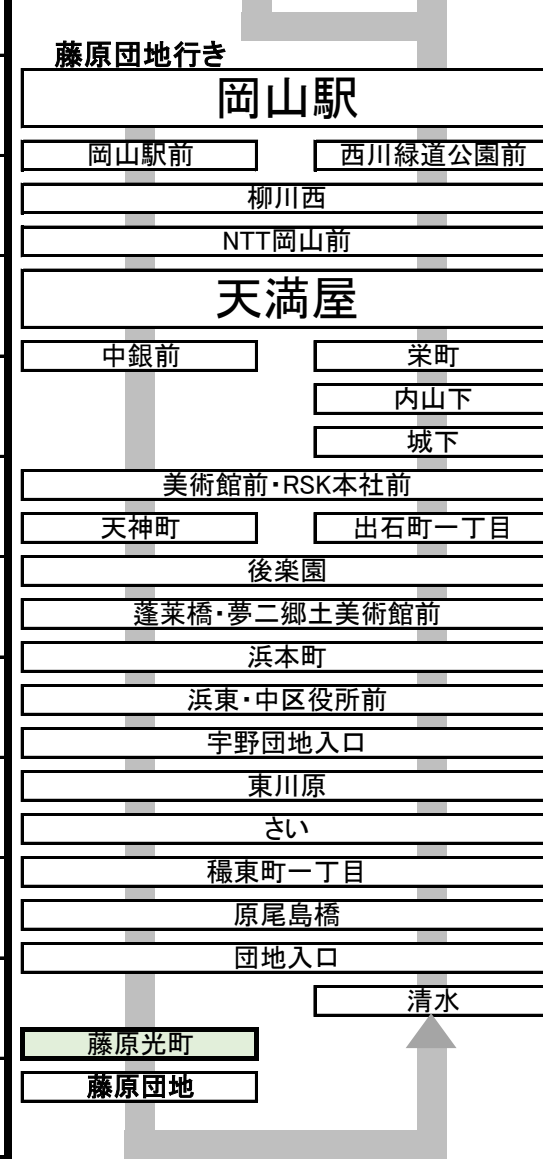 藤原団地行き
岡山駅
岡山駅前 西川緑道公園前
柳川西
NTT岡山前
天満屋
中銀前 栄町
内山下
城下
美術館前・RSK本社前
天神町 出石町一丁目
後楽園
蓬莱橋・夢二郷土美術館前
浜本町
浜東・中区役所前
宇野団地入口
東川原
さい
穝東町一丁目
原尾島橋
団地入口
清水
藤原光町
藤原団地